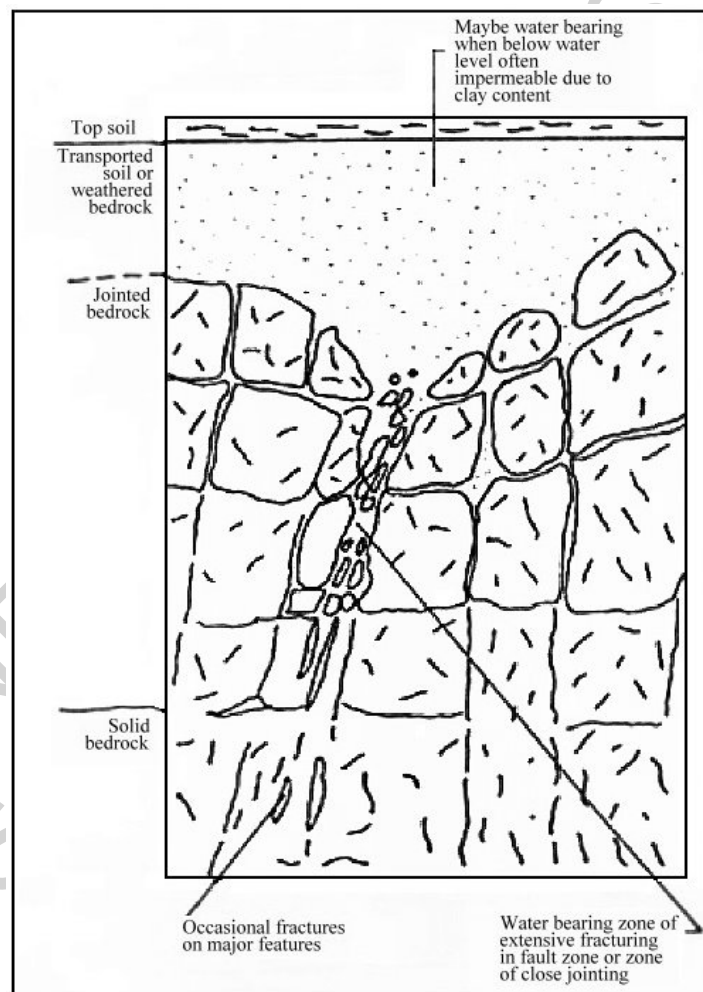 Maybe water bearing
when below water
level often
impermeable due to
clay content
Top soil
Transported
soil or
weathered
bedrock
Jointed
bedrock
Solid
bedrock
Occasional fractures
on major features
Water bearing zone of
extensive fracturing
in fault zone or zone
of close jointing